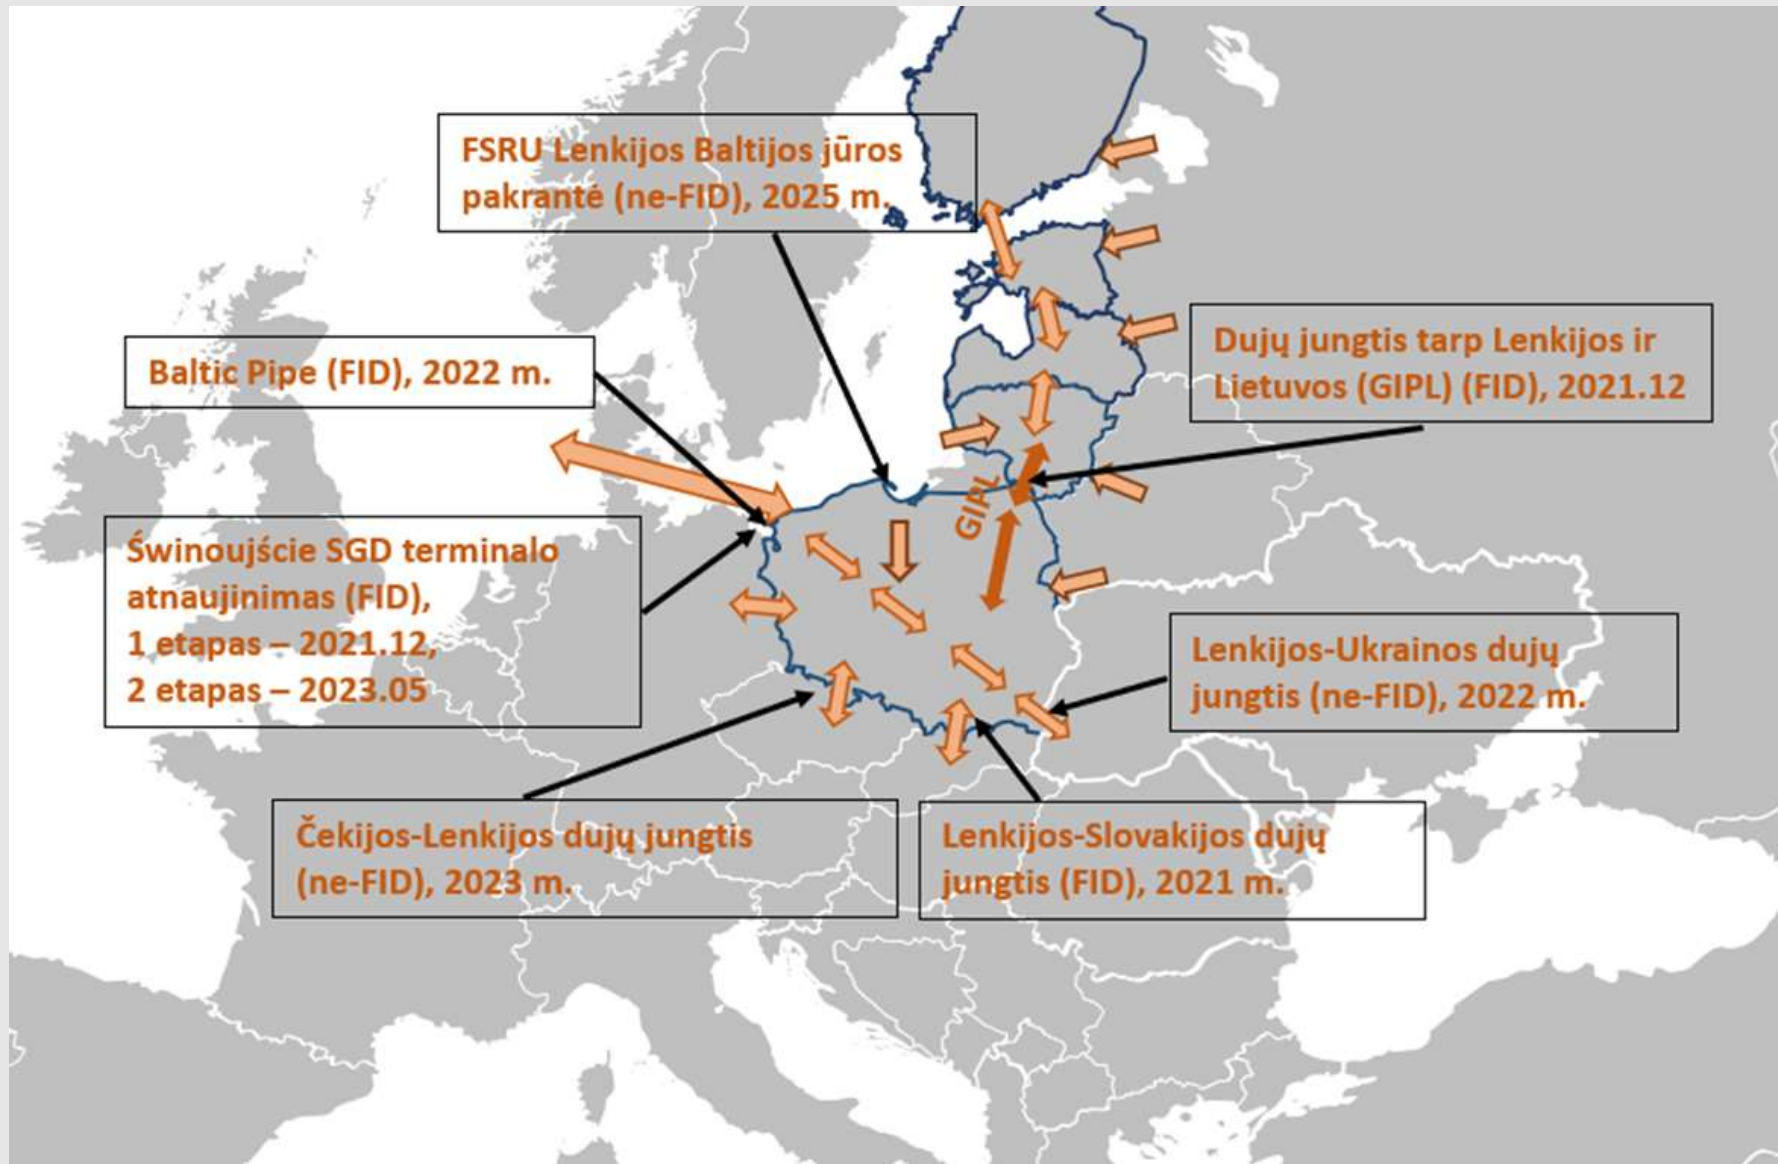 FSRU Lenkijos Baltijos jūros
pakrantė (ne-FID), 2025 m.
Baltic Pipe (FID), 2022 m.
Dujų jungtis tarp Lenkijos ir
Lietuvos (GIPL) (FID), 2021.12
GIPL
Świnoujście SGD terminalo
atnaujinimas (FID),
1 etapas – 2021.12,
2 etapas – 2023.05
Lenkijos-Ukrainos dujų
jungtis (ne-FID), 2022 m.
Čekijos-Lenkijos dujų jungtis
(ne-FID), 2023 m.
Lenkijos-Slovakijos dujų
jungtis (FID), 2021 m.